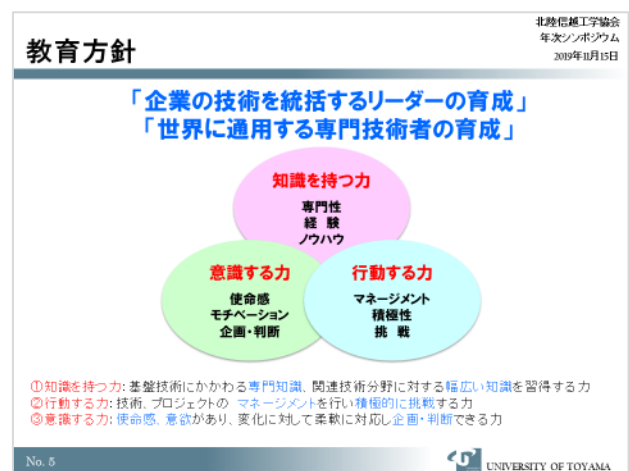 北陸信越工学協会
年次シンポジウム
2019年11月15日
教育方針
「企業の技術を統括するリーダーの育成」
「世界に通用する専門技術者の育成」
知識を持つ力
専門性
経 験
ノウハウ
意識する力
使命感
モチベーション
企画・判断
行動する力
マネージメント
積極性
挑 戦
①知識を持つ力: 基盤技術にかかわる専門知識、関連技術分野に対する幅広い知識を習得する力
②行動する力: 技術、プロジェクトの マネージメントを行い積極的に挑戦する力
③意識する力: 使命感、意欲があり、変化に対して柔軟に対応し企画・判断できる力
No. 5
UNIVERSITY OF TOYAMA